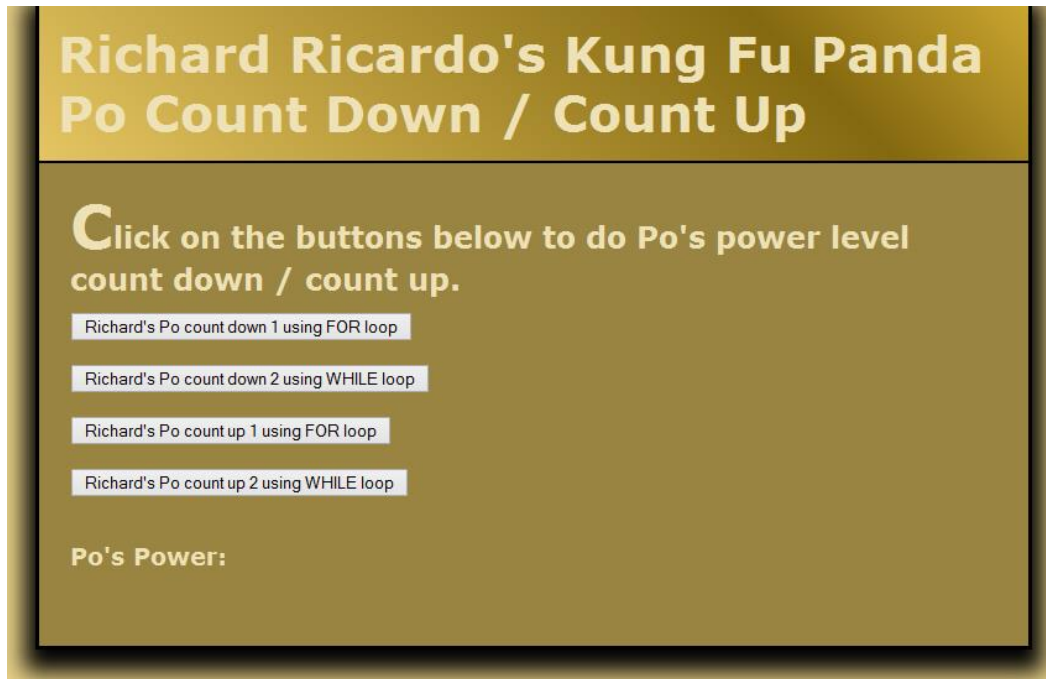 Richard Ricardo's Kung Fu Panda
Po Count Down / Count Up
Click on the buttons below to do Po's power level
count down / count up.
Richard's Po count down 1 using FOR loop
Richard's Po count down 2 using WHILE loop
Richard's Po count up 1 using FOR loop
Richard's Po count up 2 using WHILE loop
Po's Power: